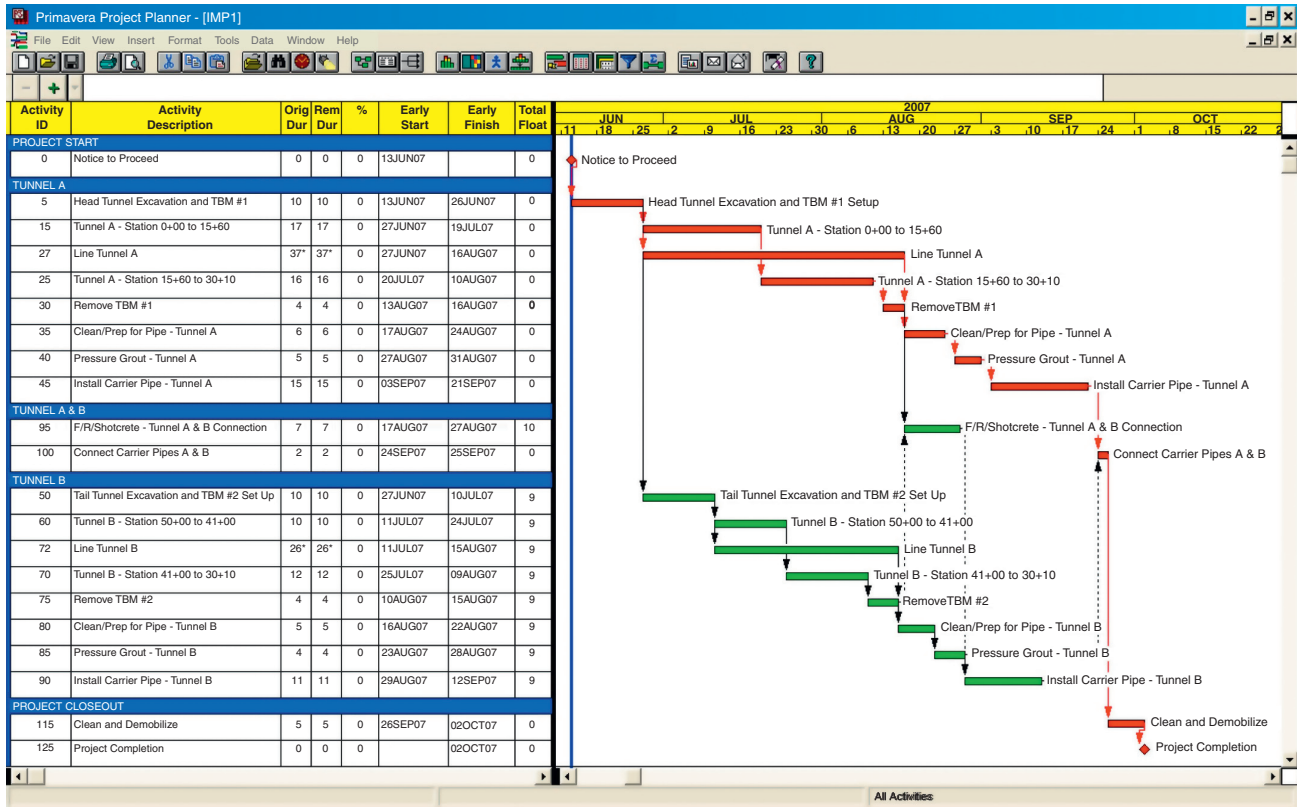 Primavera Project Planner - [IMP1]
File Edit View Insert Format Tools Data Window Help
Activity ID Activity Description Orig Dur Rem Dur % Early Start Early Finish Total Float
2007
JUN JUL AUG SEP OCT
11 18 25 2 9 16 23 30 6 13 20 27 3 10 17 24 1 8 15 22 2
PROJECT START
0 Notice to Proceed 0 0 0 13JUN07 0 Notice to Proceed
TUNNEL A
5 Head Tunnel Excavation and TBM #1 10 10 0 13JUN07 26JUN07 0 Head Tunnel Excavation and TBM #1 Setup
15 Tunnel A - Station 0+00 to 15+60 17 17 0 27JUN07 19JUL07 0 Tunnel A - Station 0+00 to 15+60
27 Line Tunnel A 37* 37* 0 27JUN07 16AUG07 0 Line Tunnel A
25 Tunnel A - Station 15+60 to 30+10 16 16 0 20JUL07 10AUG07 0 Tunnel A - Station 15+60 to 30+10
30 Remove TBM #1 4 4 0 13AUG07 16AUG07 0 RemoveTBM #1
35 Clean/Prep for Pipe - Tunnel A 6 6 0 17AUG07 24AUG07 0 Clean/Prep for Pipe - Tunnel A
40 Pressure Grout - Tunnel A 5 5 0 27AUG07 31AUG07 0 Pressure Grout - Tunnel A
45 Install Carrier Pipe - Tunnel A 15 15 0 03SEP07 21SEP07 0 Install Carrier Pipe - Tunnel A
TUNNEL A & B
95 F/R/Shotcrete - Tunnel A & B Connection 7 7 0 17AUG07 27AUG07 10 F/R/Shotcrete - Tunnel A & B Connection
100 Connect Carrier Pipes A & B 2 2 0 24SEP07 25SEP07 0 Connect Carrier Pipes A & B
TUNNEL B
50 Tail Tunnel Excavation and TBM #2 Set Up 10 10 0 27JUN07 10JUL07 9 Tail Tunnel Excavation and TBM #2 Set Up
60 Tunnel B - Station 50+00 to 41+00 10 10 0 11JUL07 24JUL07 9 Tunnel B - Station 50+00 to 41+00
72 Line Tunnel B 26* 26* 0 11JUL07 15AUG07 9 Line Tunnel B
70 Tunnel B - Station 41+00 to 30+10 12 12 0 25JUL07 09AUG07 9 Tunnel B - Station 41+00 to 30+10
75 Remove TBM #2 4 4 0 10AUG07 15AUG07 9 RemoveTBM #2
80 Clean/Prep for Pipe - Tunnel B 5 5 0 16AUG07 22AUG07 9 Clean/Prep for Pipe - Tunnel B
85 Pressure Grout - Tunnel B 4 4 0 23AUG07 28AUG07 9 Pressure Grout - Tunnel B
90 Install Carrier Pipe - Tunnel B 11 11 0 29AUG07 12SEP07 9 Install Carrier Pipe - Tunnel B
PROJECT CLOSEOUT
115 Clean and Demobilize 5 5 0 26SEP07 02OCT07 0 Clean and Demobilize
125 Project Completion 0 0 0 02OCT07 0 Project Completion
All Activities